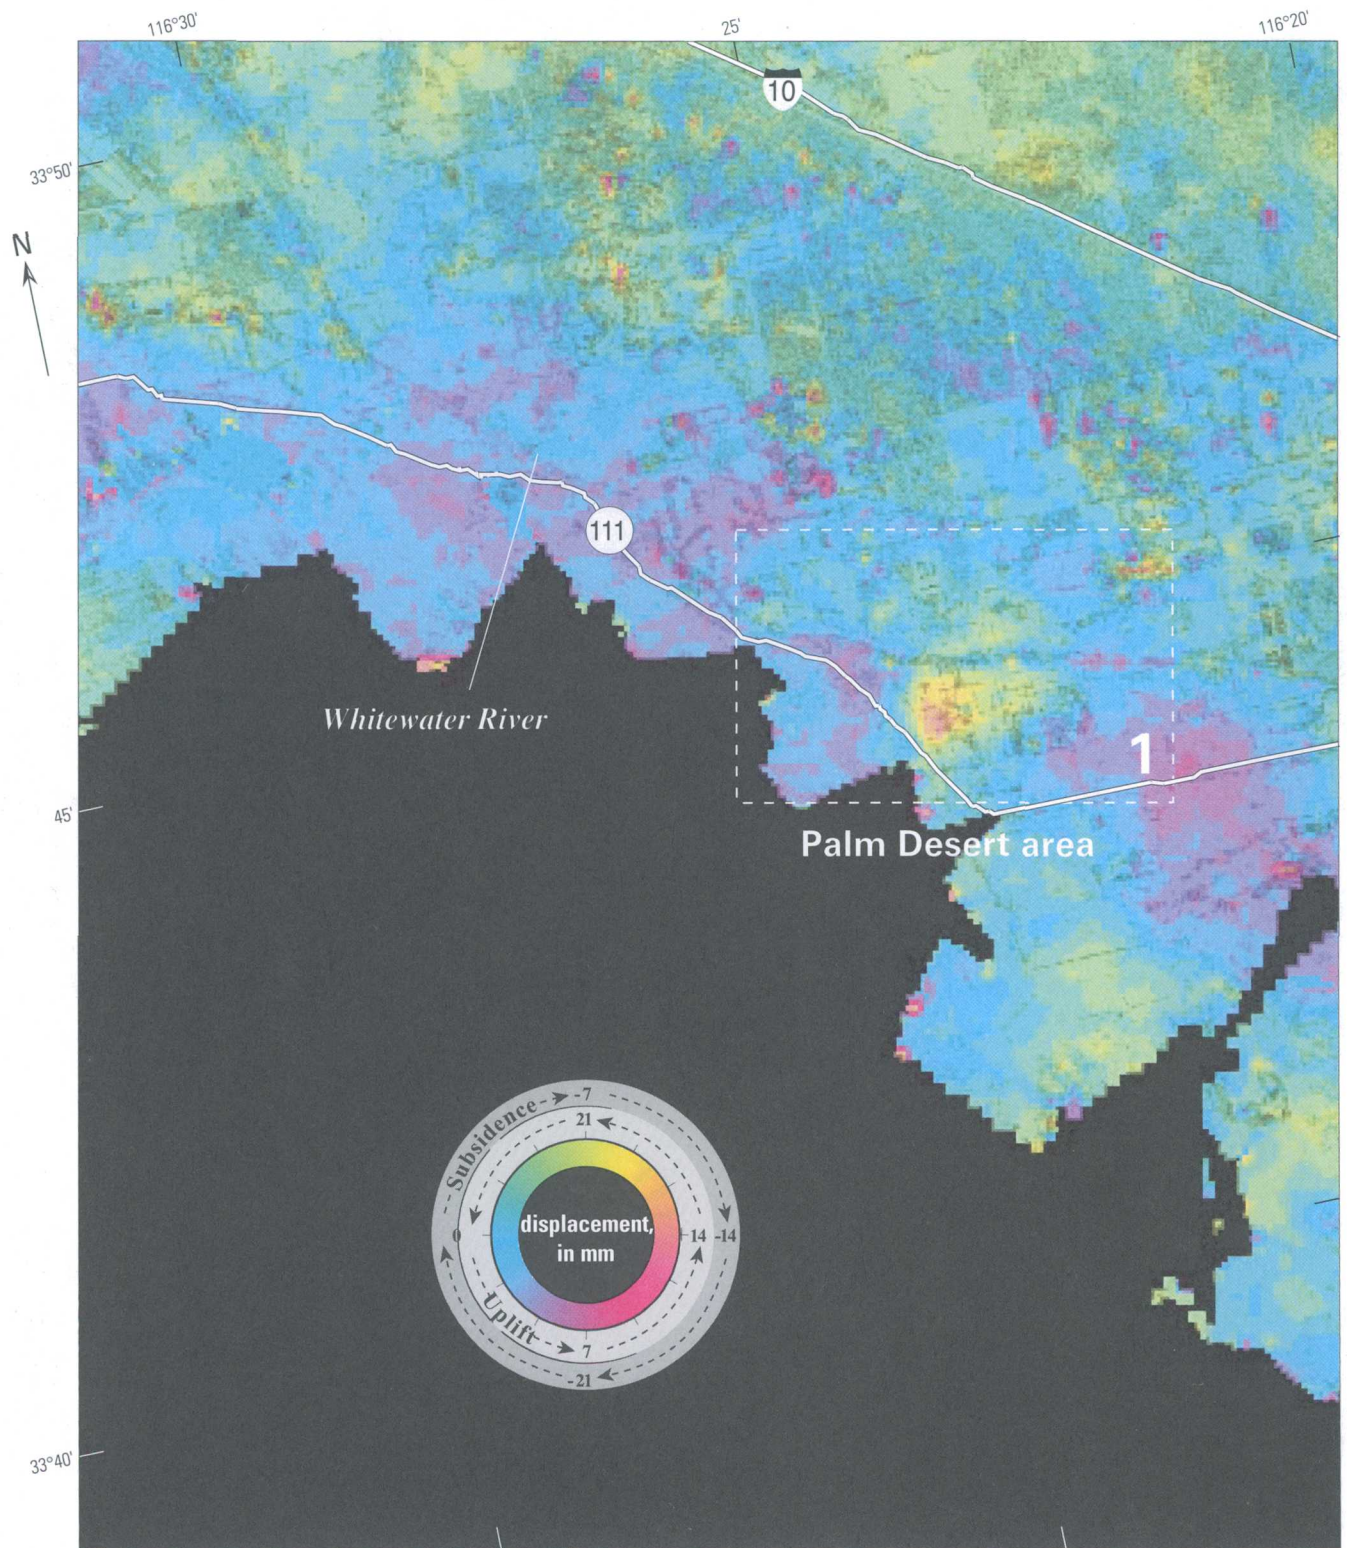 116°30'
25'
116°20'
10
33°50'
N
111
Whitewater River
1
45'
Palm Desert area
Subsidence
-7
21
0
displacement,
in mm
14 -14
Uplift
7
-21
33°40'